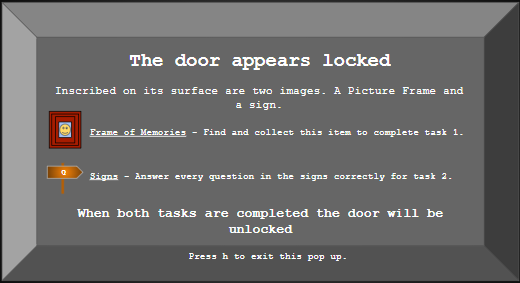 The door appears locked
Inscribed on its surface are two images. A Picture Frame and
a sign.
Frame of Memories - Find and collect this item to complete task 1.
Signs - Answer every question in the signs correctly for task 2.
When both tasks are completed the door will be
unlocked
Press h to exit this pop up.